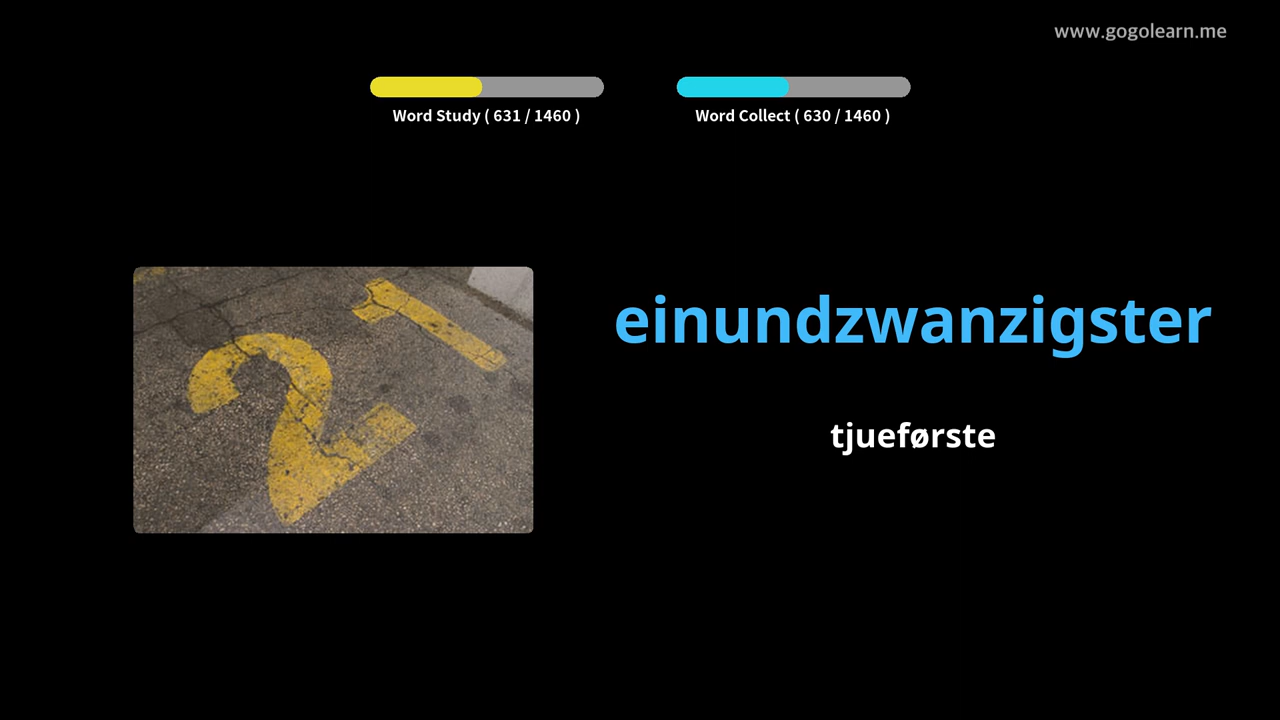 www.gogolearn.me
Word Study ( 631 / 1460 )
Word Collect ( 630 / 1460 )
21
einundzwanzigster
tjueførste